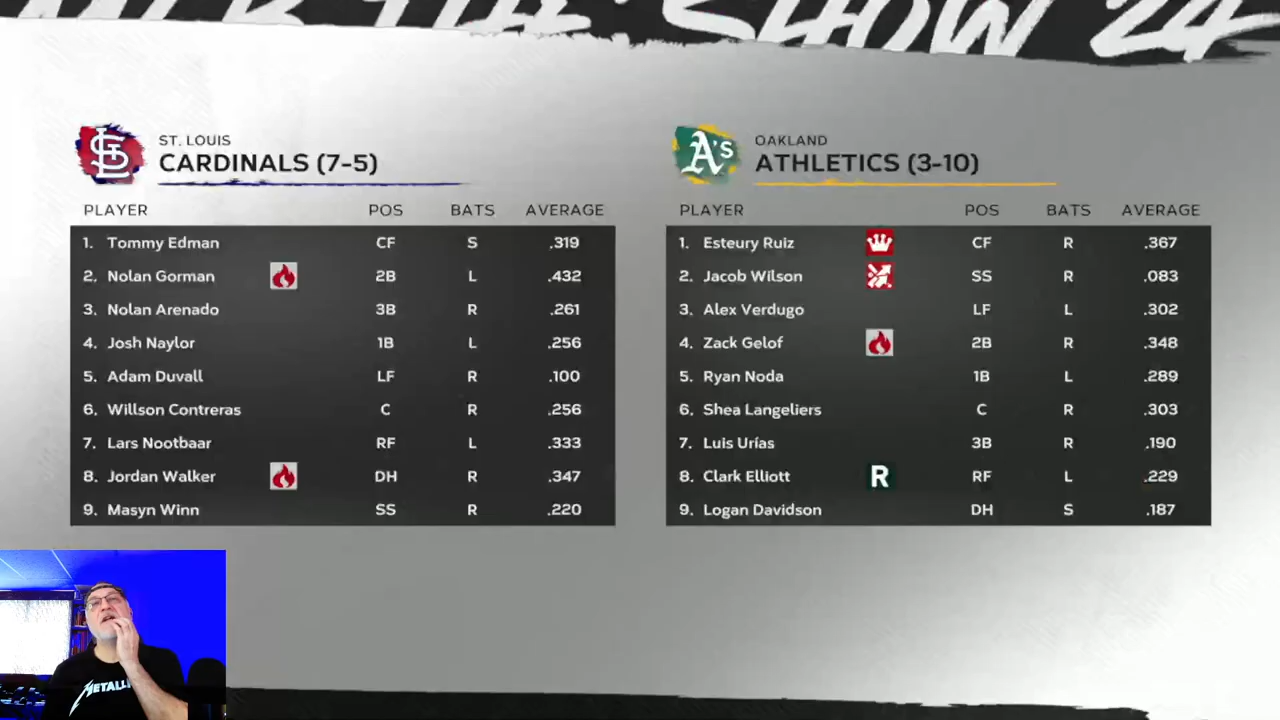 MLB THE SHOW 24
ST. LOUIS
CARDINALS (7-5)
PLAYER POS BATS AVERAGE
1. Tommy Edman CF S .319
2. Nolan Gorman 2B L .432
3. Nolan Arenado 3B R .261
4. Josh Naylor 1B L .256
5. Adam Duvall LF R .100
6. Willson Contreras C R .256
7. Lars Nootbaar RF L .333
8. Jordan Walker DH R .347
9. Masyn Winn SS R .220
A's
OAKLAND
ATHLETICS (3-10)
PLAYER POS BATS AVERAGE
1. Esteury Ruiz CF R .367
2. Jacob Wilson SS R .083
3. Alex Verdugo LF L .302
4. Zack Gelof 2B R .348
5. Ryan Noda 1B L .289
6. Shea Langeliers C R .303
7. Luis Urías 3B R .190
8. Clark Elliott R RF L .229
9. Logan Davidson DH S .187
METALLI